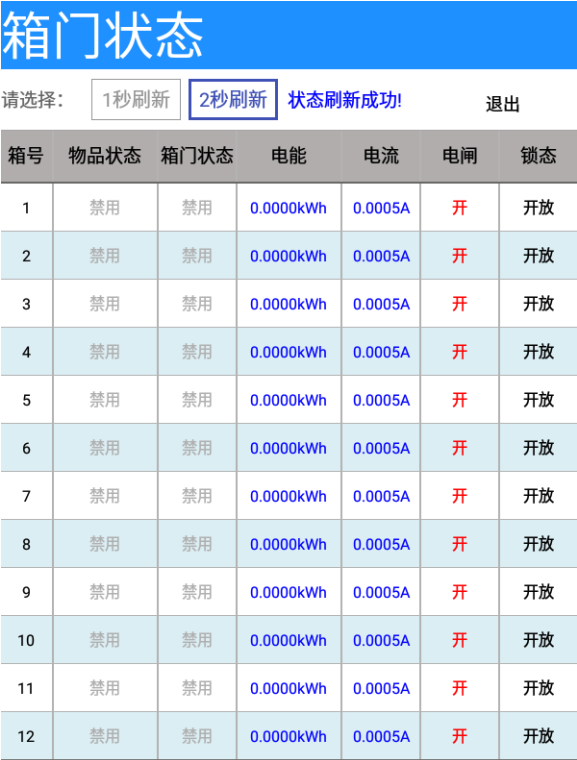 箱门状态
请选择： 1秒刷新 2秒刷新 状态刷新成功! 退出
箱号 物品状态 箱门状态 电能 电流 电闸 锁态
1 禁用 禁用 0.0000kWh 0.0005A 开 开放
2 禁用 禁用 0.0000kWh 0.0005A 开 开放
3 禁用 禁用 0.0000kWh 0.0005A 开 开放
4 禁用 禁用 0.0000kWh 0.0005A 开 开放
5 禁用 禁用 0.0000kWh 0.0005A 开 开放
6 禁用 禁用 0.0000kWh 0.0005A 开 开放
7 禁用 禁用 0.0000kWh 0.0005A 开 开放
8 禁用 禁用 0.0000kWh 0.0005A 开 开放
9 禁用 禁用 0.0000kWh 0.0005A 开 开放
10 禁用 禁用 0.0000kWh 0.0005A 开 开放
11 禁用 禁用 0.0000kWh 0.0005A 开 开放
12 禁用 禁用 0.0000kWh 0.0005A 开 开放